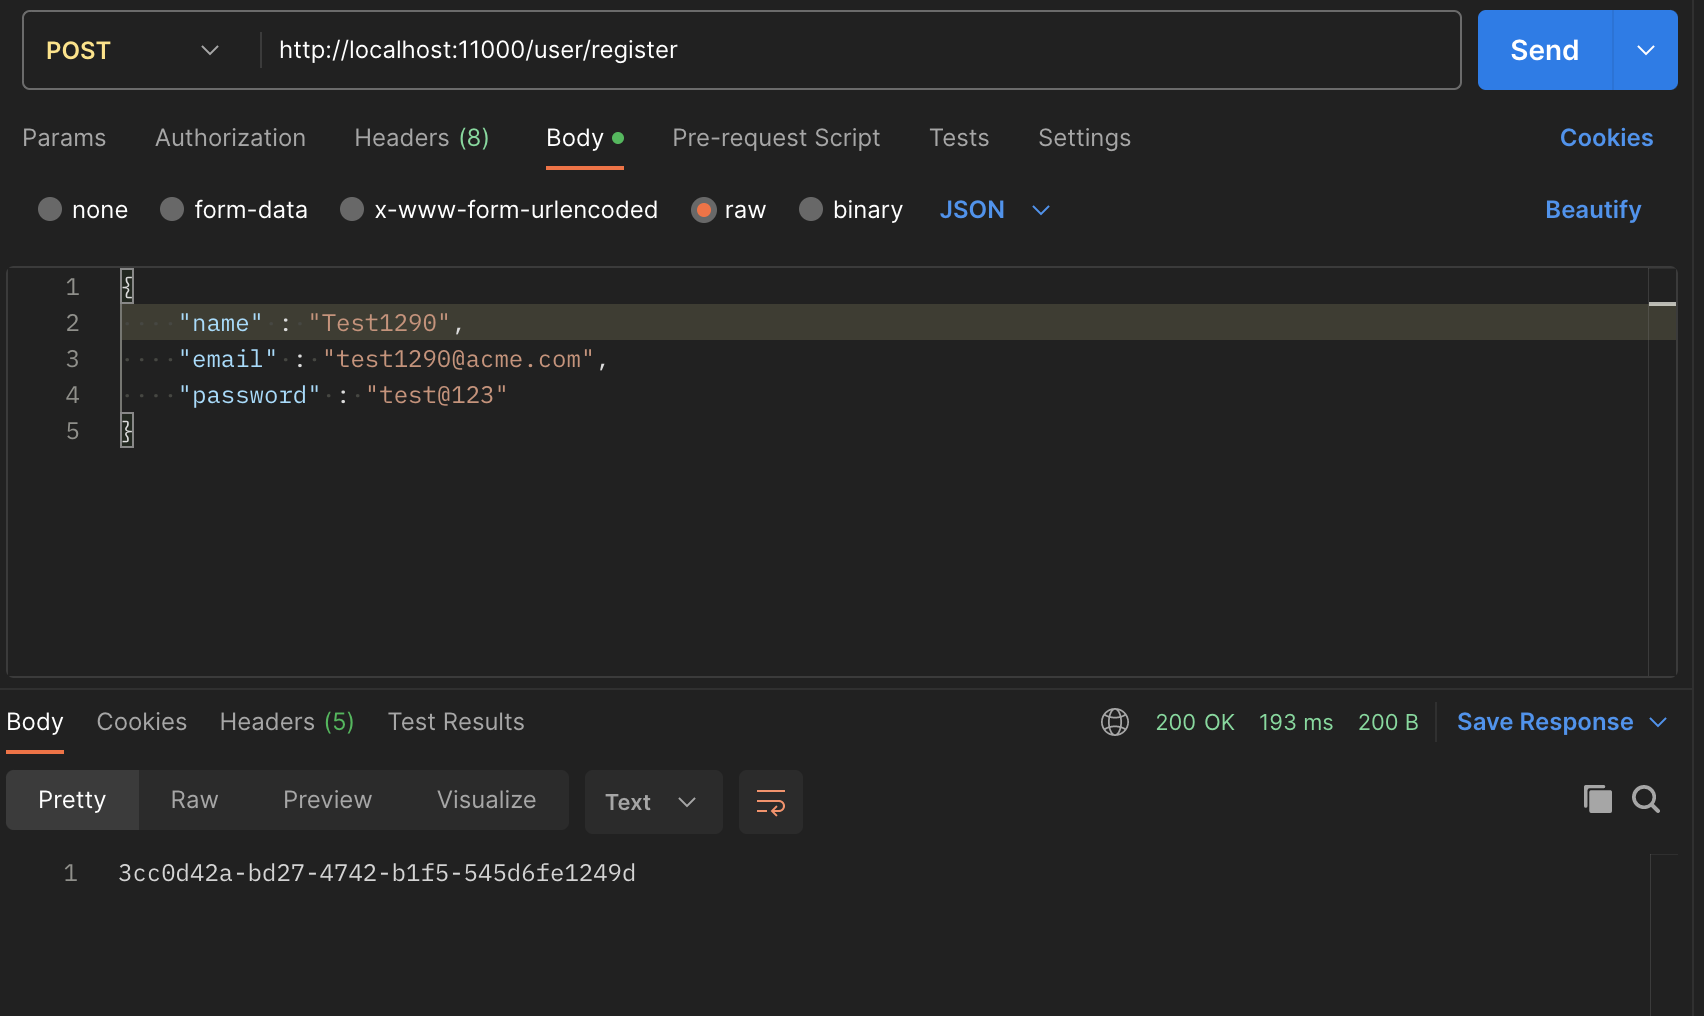 POST http://localhost:11000/user/register Send
Params Authorization Headers (8) Body Pre-request Script Tests Settings Cookies
none form-data x-www-form-urlencoded raw binary JSON Beautify
1 {
2 "name" : "Test1290",
3 "email" : "test1290@acme.com",
4 "password" : "test@123"
5 }
Body Cookies Headers (5) Test Results 200 OK 193 ms 200 B Save Response
Pretty Raw Preview Visualize Text
1 3cc0d42a-bd27-4742-b1f5-545d6fe1249d